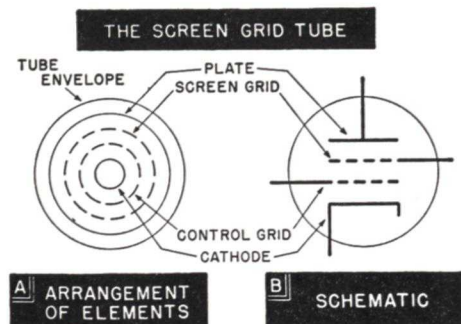 THE SCREEN GRID TUBE
TUBE
ENVELOPE
PLATE
SCREEN GRID
CONTROL GRID
CATHODE
A ARRANGEMENT
OF ELEMENTS
B SCHEMATIC